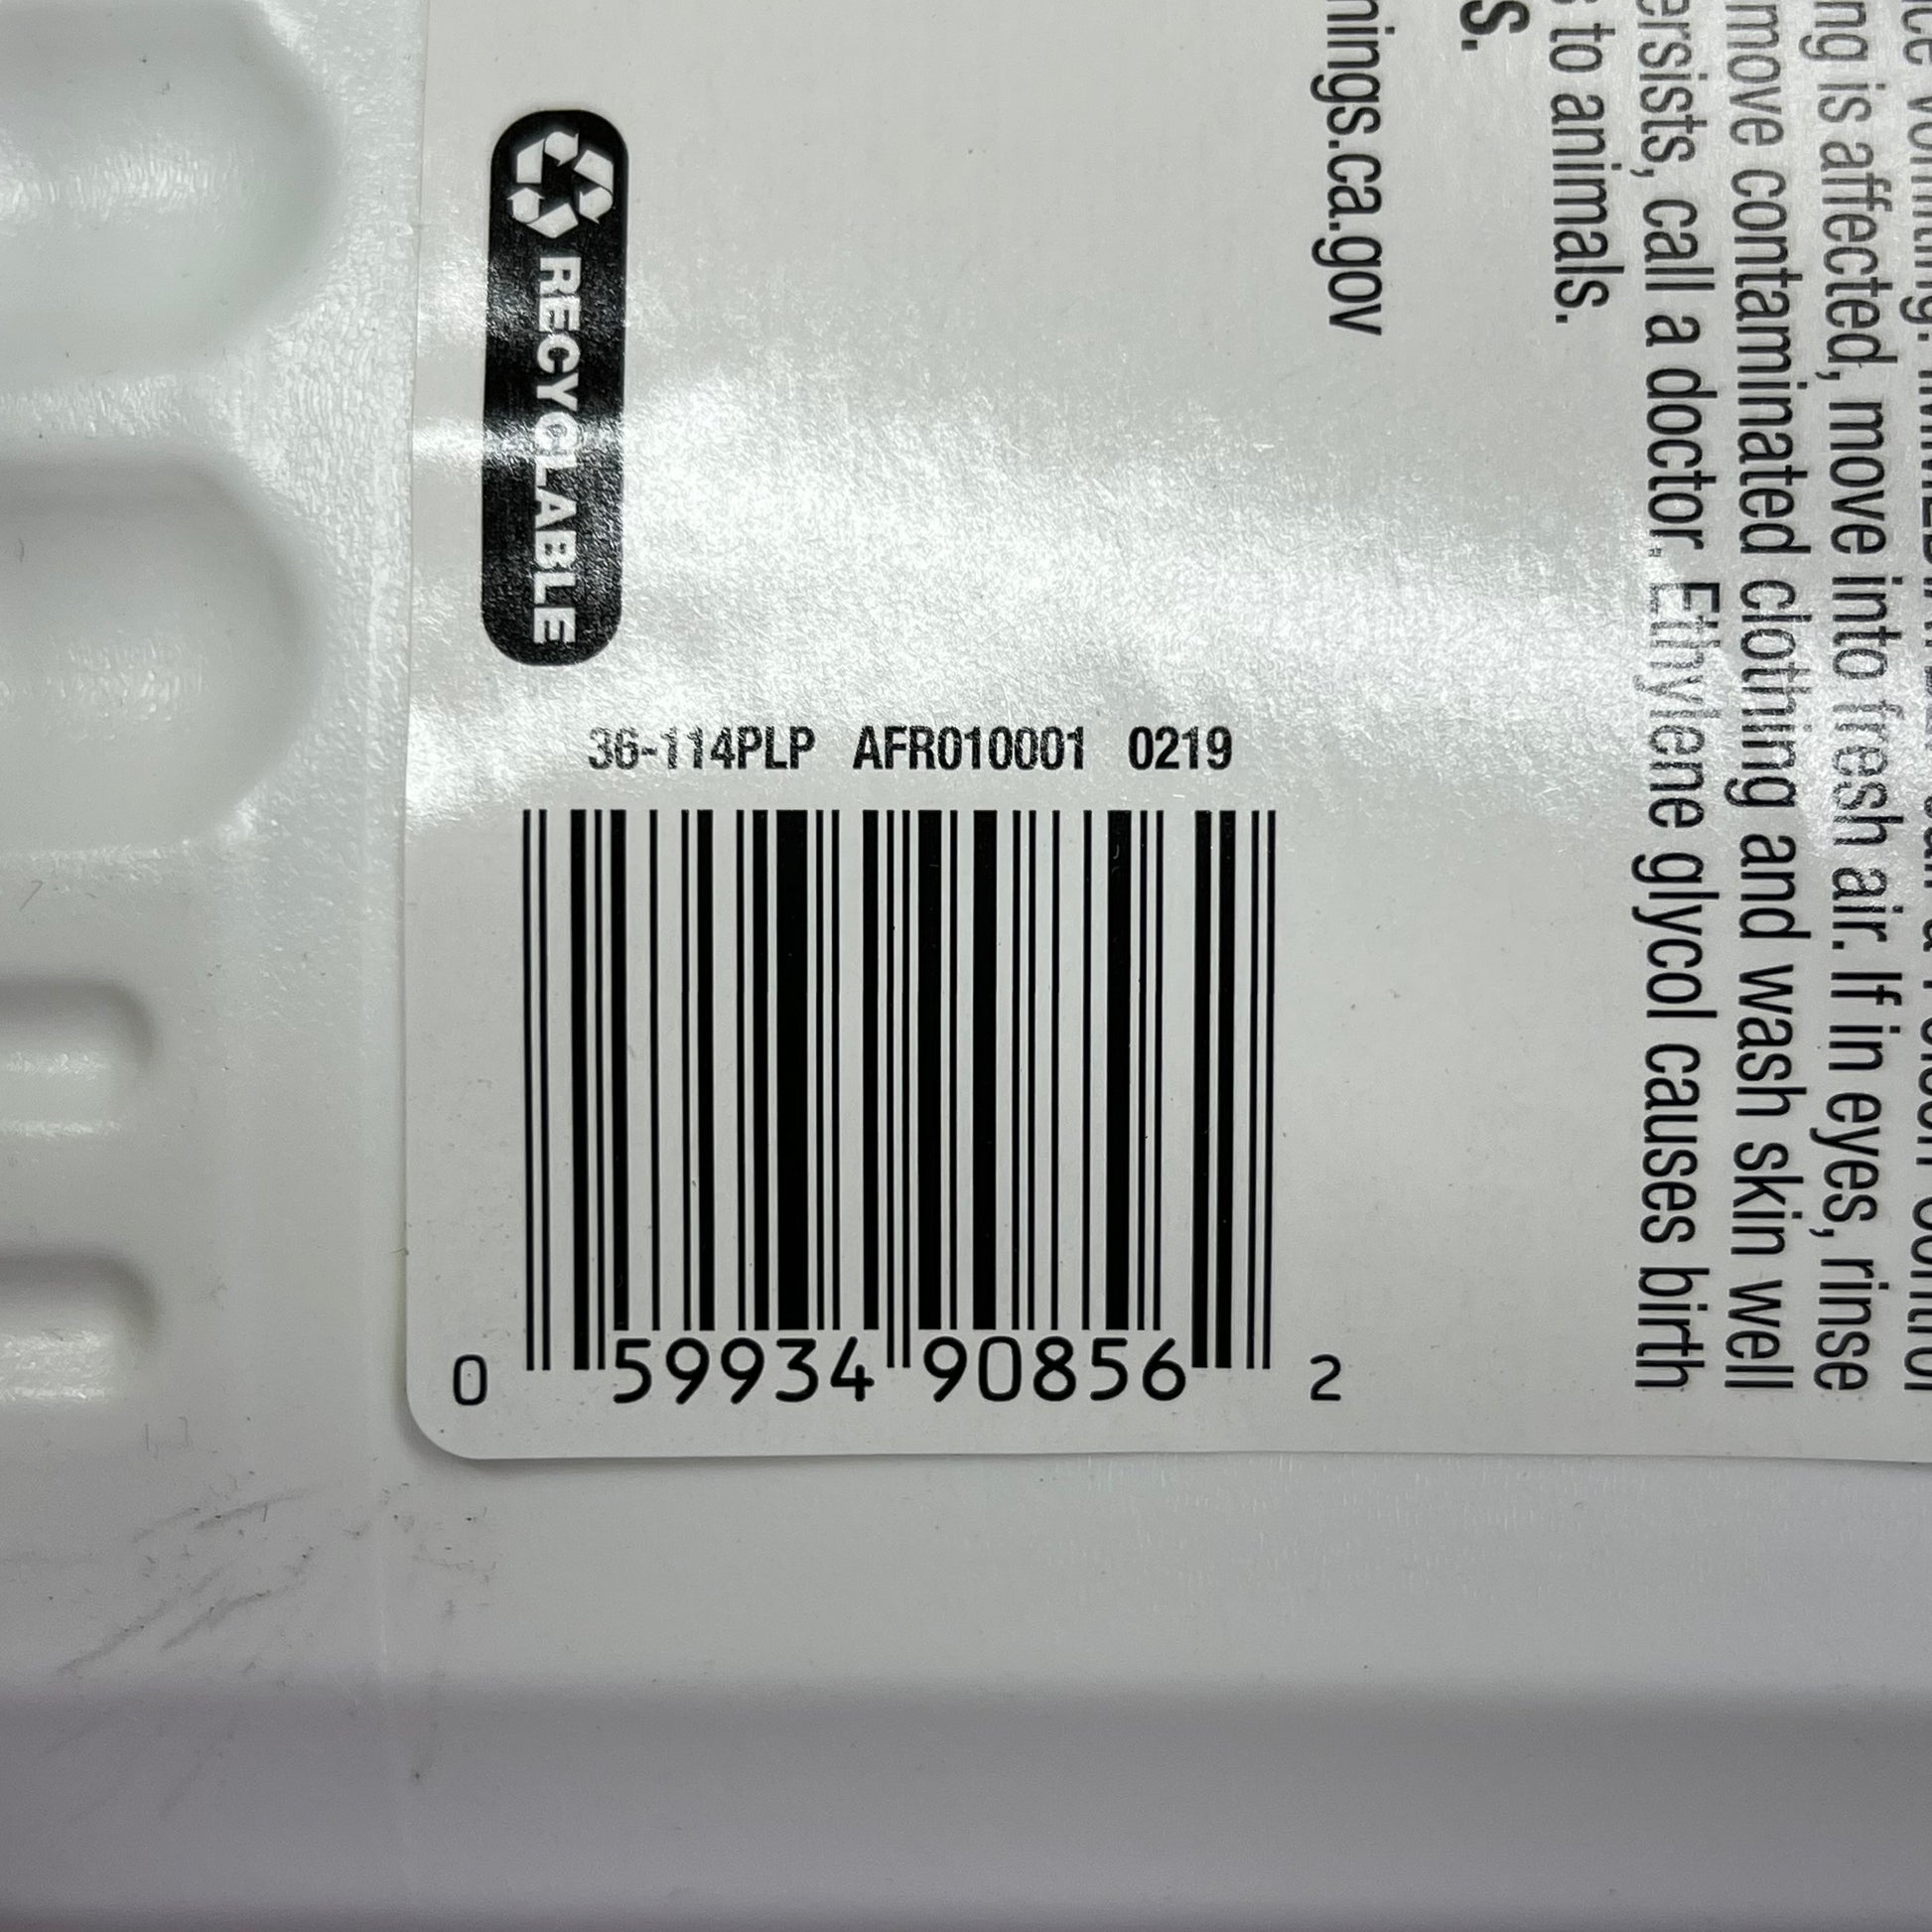 RECYCLABLE
36-114PLP AFR010001 0219
0 59934 90856 2
ng is affected, move into fresh air. If in eyes, rinse
move contaminated clothing and wash skin well
ersists, call a doctor. Ethylene glycol causes birth
to animals.
s.
nings.ca.gov